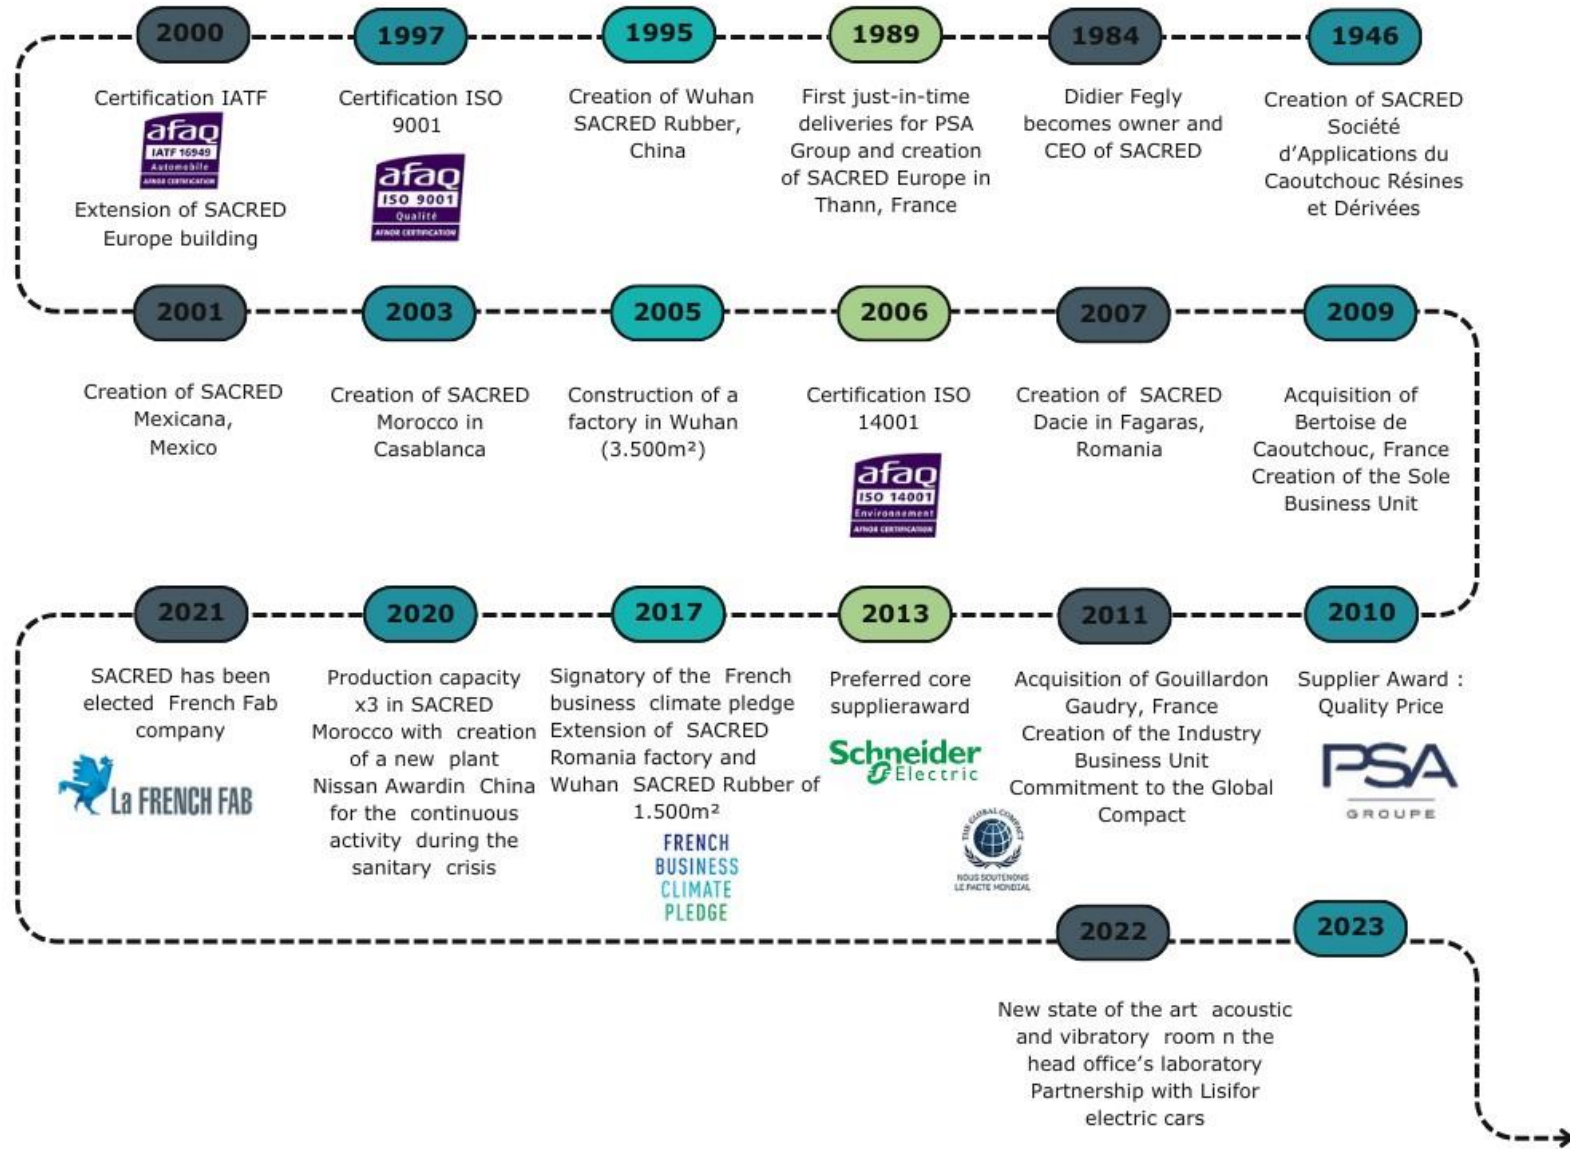 2000
1997
1995
1989
1984
1946
Certification IATF
afaq
IATF 16949
Automobile
AFNOR CERTIFICATION
Extension of SACRED
Europe building
Certification ISO
9001
afaq
ISO 9001
Qualité
AFNOR CERTIFICATION
Creation of Wuhan
SACRED Rubber,
China
First just-in-time
deliveries for PSA
Group and creation
of SACRED Europe in
Thann, France
Didier Fegly
becomes owner and
CEO of SACRED
Creation of SACRED
Société
d'Applications du
Caoutchouc Résines
et Dérivées
2001
2003
2005
2006
2007
2009
Creation of SACRED
Mexicana,
Mexico
Creation of SACRED
Morocco in
Casablanca
Construction of a
factory in Wuhan
(3.500m²)
Certification ISO
14001
afaq
ISO 14001
Environnement
AFNOR CERTIFICATION
Creation of SACRED
Dacie in Fagaras,
Romania
Acquisition of
Bertoise de
Caoutchouc, France
Creation of the Sole
Business Unit
2021
2020
2017
2013
2011
2010
SACRED has been
elected French Fab
company
La FRENCH FAB
Production capacity
x3 in SACRED
Morocco with creation
of a new plant
Nissan Awardin China
for the continuous
activity during the
sanitary crisis
Signatory of the French
business climate pledge
Extension of SACRED
Romania factory and
Wuhan SACRED Rubber of
1.500m²
FRENCH
BUSINESS
CLIMATE
PLEDGE
Preferred core
supplieraward
Schneider
Electric
Acquisition of Gouillardon
Gaudry, France
Creation of the Industry
Business Unit
Commitment to the Global
Compact
THE GLOBAL COMPACT
NOUS SOUTENONS
LE PACTE MONDIAL
Supplier Award :
Quality Price
PSA
GROUPE
2022
2023
New state of the art acoustic
and vibratory room n the
head office's laboratory
Partnership with Lisifor
electric cars